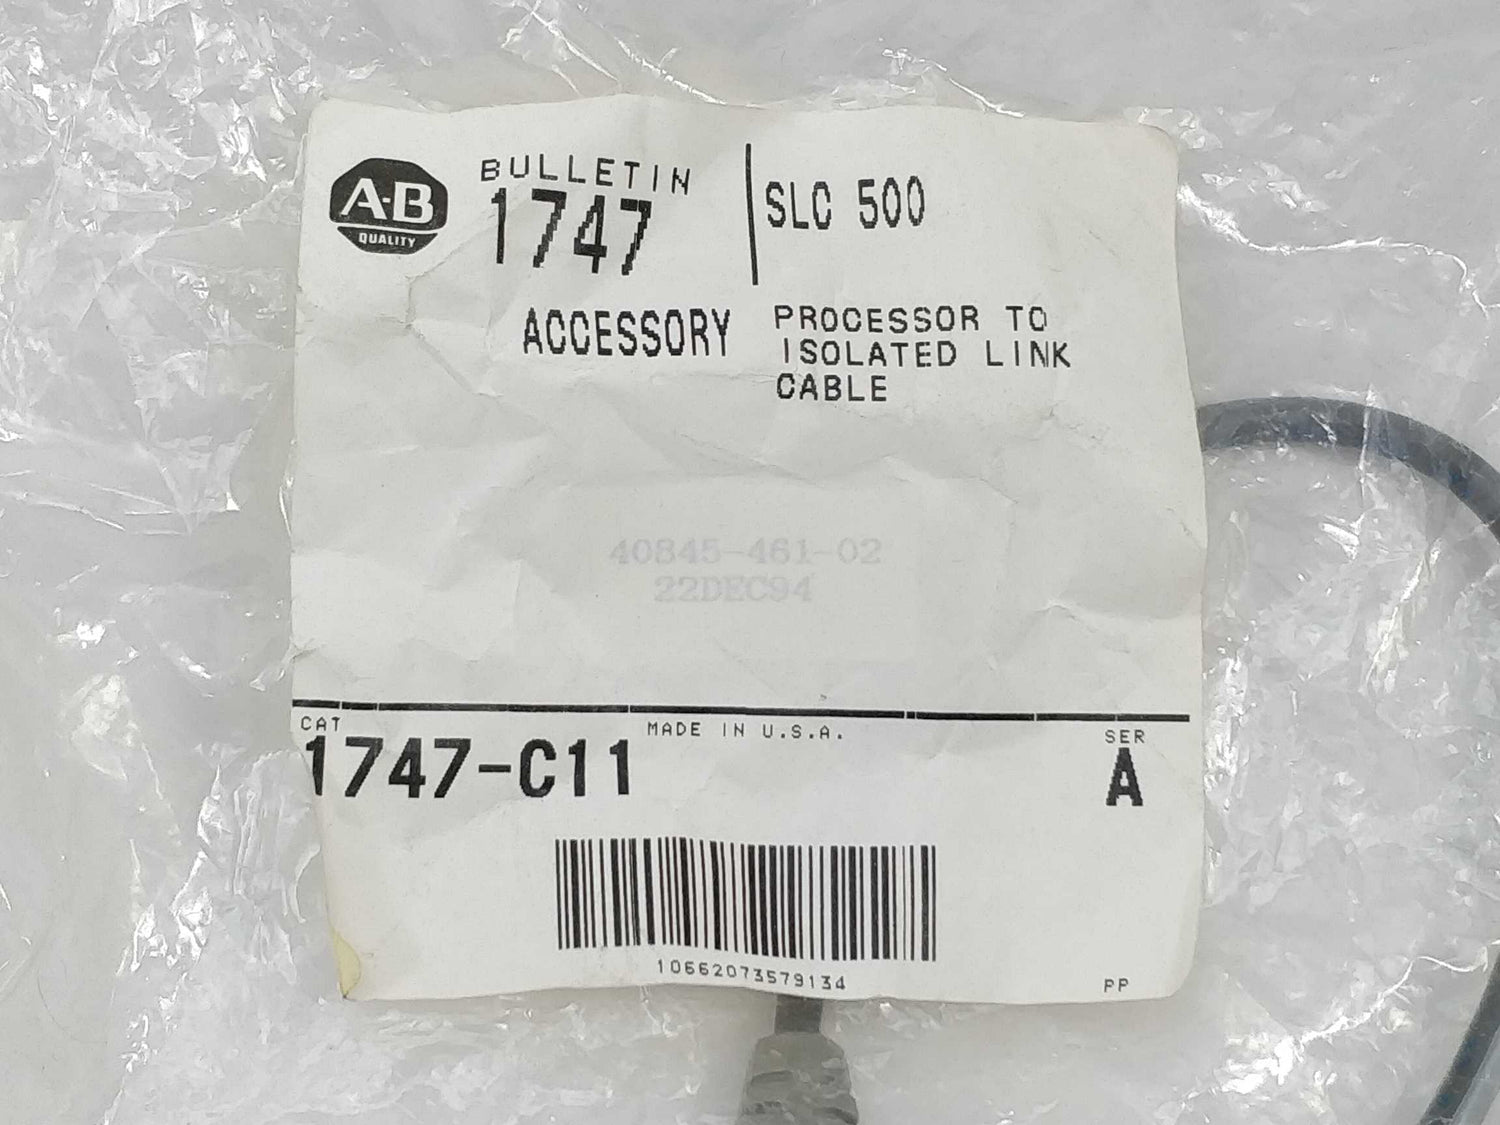 A-B
QUALITY
BULLETIN
1747
SLC 500
ACCESSORY
PROCESSOR TO
ISOLATED LINK
CABLE
40845-461-02
22DEC94
CAT
MADE IN U.S.A.
SER
1747-C11
A
10662073579134
PP